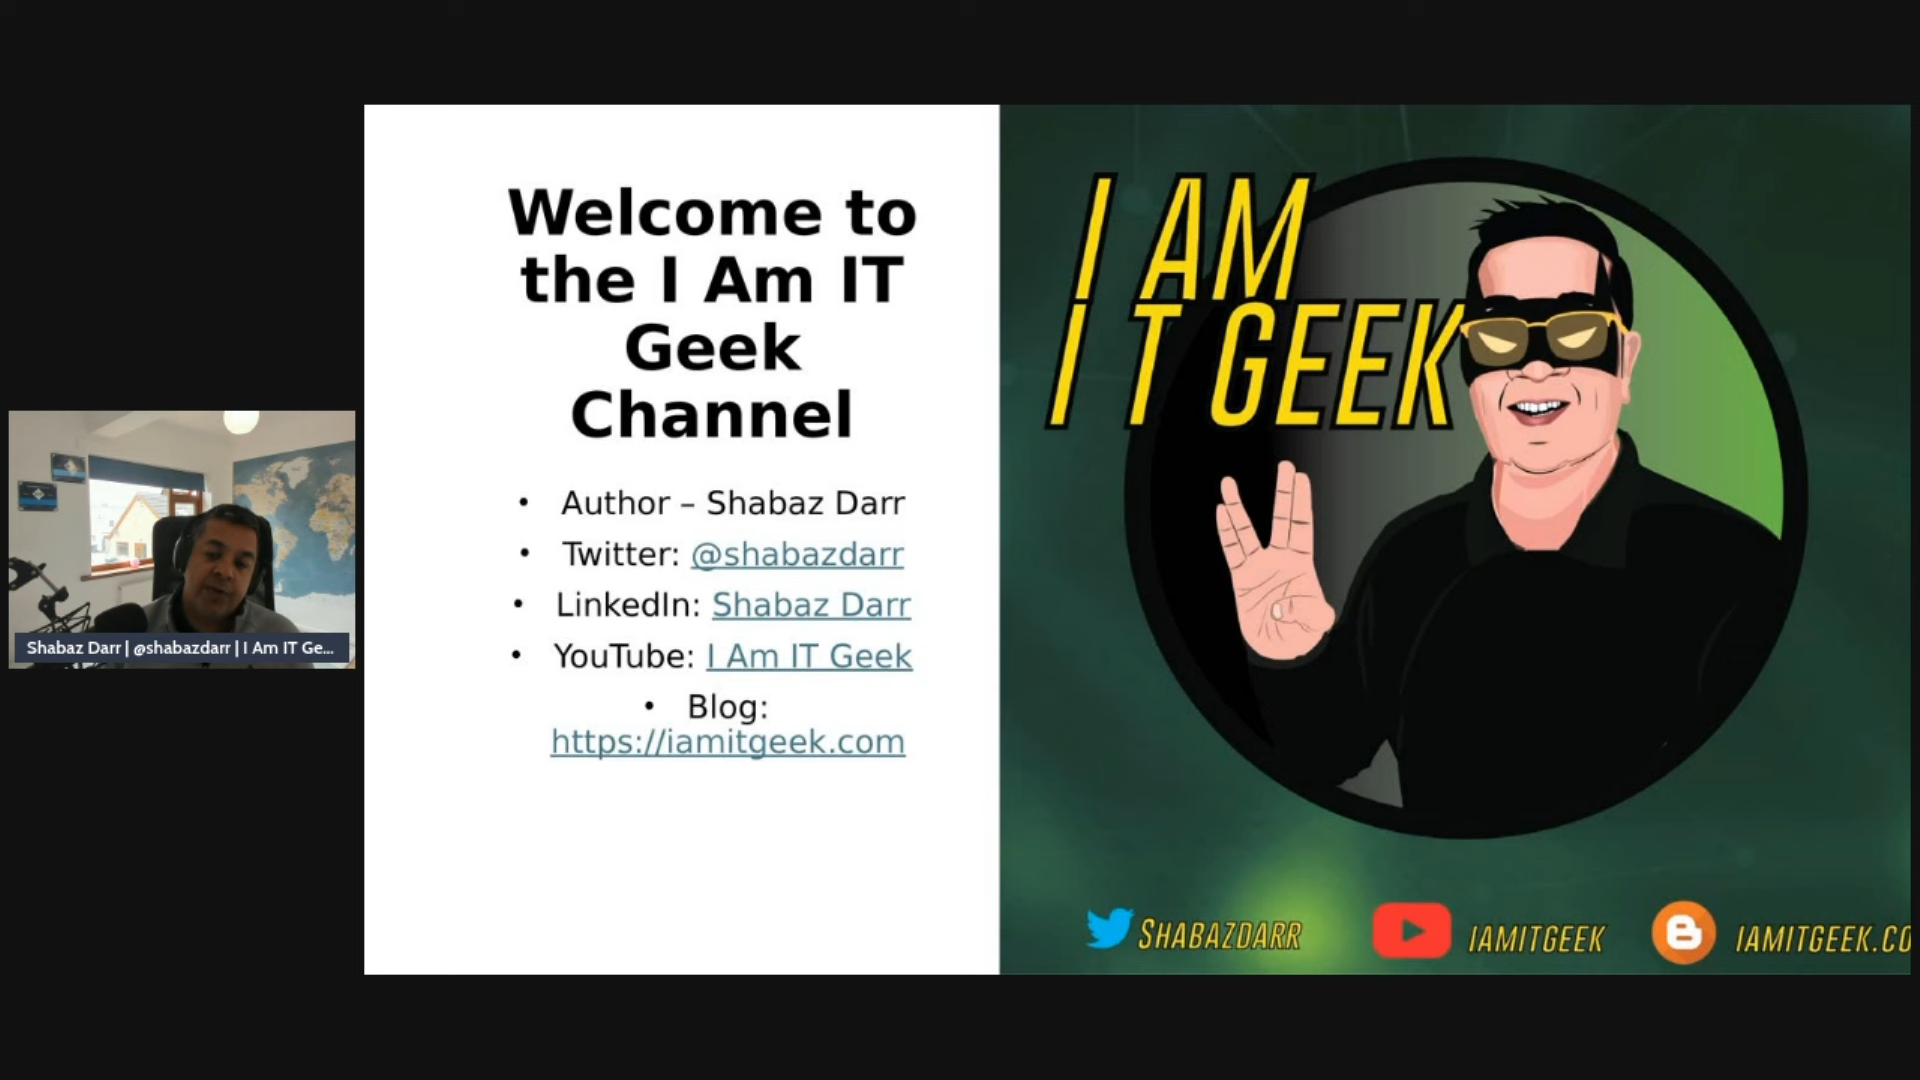 Shabaz Darr | @shabazdarr | I Am IT Ge...
Welcome to
the I Am IT
Geek
Channel
• Author – Shabaz Darr
• Twitter: @shabazdarr
• LinkedIn: Shabaz Darr
• YouTube: I Am IT Geek
• Blog:
https://iamitgeek.com
I AM
I T GEEK
SHABAZDARR
IAMITGEEK
IAMITGEEK.CO